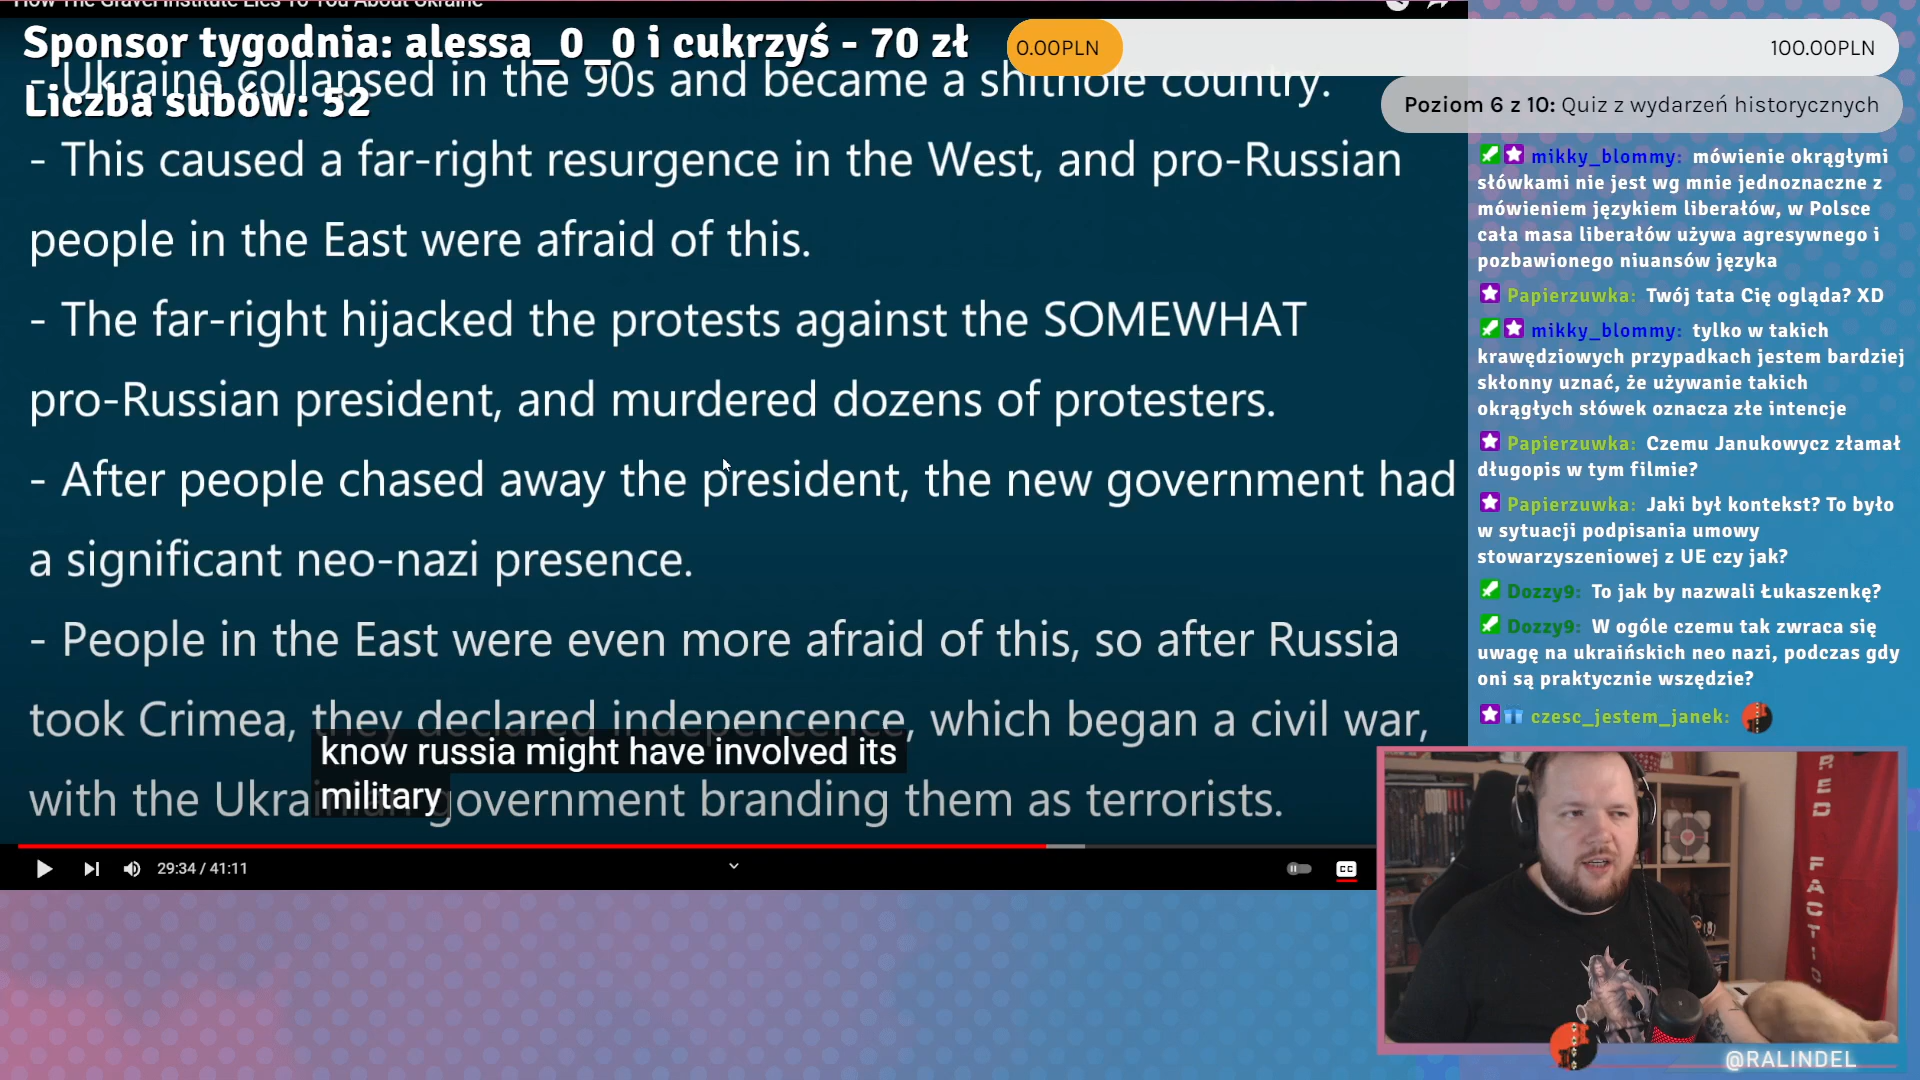 How The Gravel Institute Lies To You About Ukraine
Sponsor tygodnia: alessa_0_0 i cukrzyś - 70 zł
0.00PLN
100.00PLN
- Ukraine collapsed in the 90s and became a shithole country.
Liczba subów: 52
Poziom 6 z 10: Quiz z wydarzeń historycznych
- This caused a far-right resurgence in the West, and pro-Russian
people in the East were afraid of this.
- The far-right hijacked the protests against the SOMEWHAT
pro-Russian president, and murdered dozens of protesters.
- After people chased away the president, the new government had
a significant neo-nazi presence.
- People in the East were even more afraid of this, so after Russia
took Crimea, they declared indepencence, which began a civil war,
with the Ukrainian government branding them as terrorists.
know russia might have involved its
military
29:34 / 41:11
CC
mikky_blommy: mówienie okrągłymi
słówkami nie jest wg mnie jednoznaczne z
mówieniem językiem liberałów, w Polsce
cała masa liberałów używa agresywnego i
pozbawionego niuansów języka
Papierzuwka: Twój tata Cię ogląda? XD
mikky_blommy: tylko w takich
krawędziowych przypadkach jestem bardziej
skłonny uznać, że używanie takich
okrągłych słówek oznacza złe intencje
Papierzuwka: Czemu Janukowycz złamał
długopis w tym filmie?
Papierzuwka: Jaki był kontekst? To było
w sytuacji podpisania umowy
stowarzyszeniowej z UE czy jak?
Dozzy9: To jak by nazwali Łukaszenkę?
Dozzy9: W ogóle czemu tak zwraca się
uwagę na ukraińskich neo nazi, podczas gdy
oni są praktycznie wszędzie?
czesc_jestem_janek:
RED FACTIO
@RALINDEL